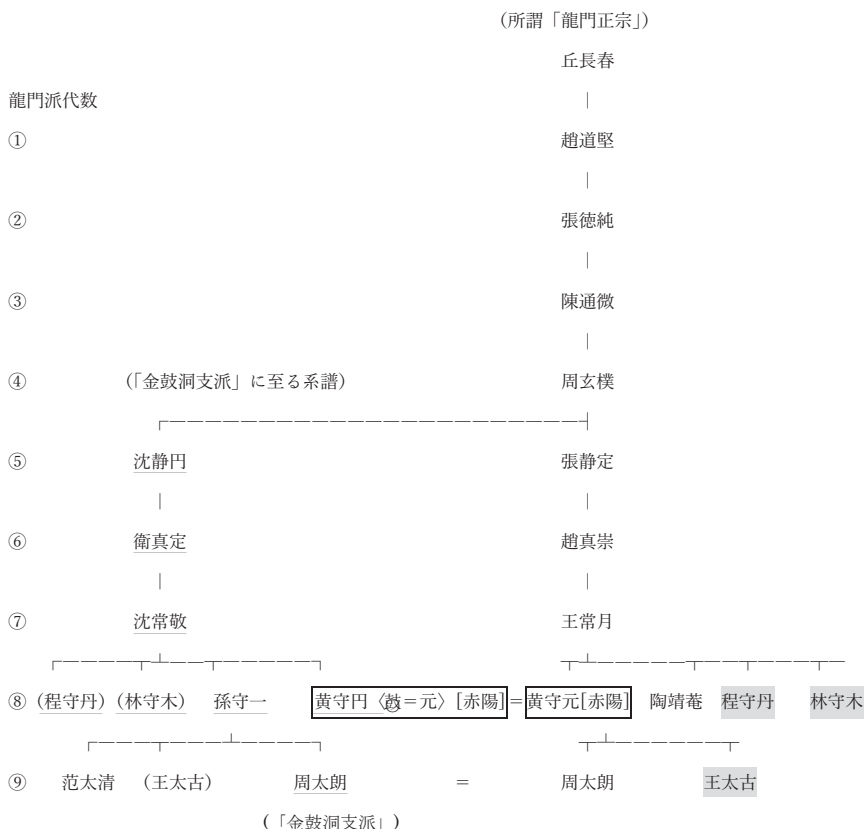 （所謂「龍門正宗」）
丘長春
龍門派代数
① 趙道堅
② 張徳純
③ 陳通微
④ （「金鼓洞支派」に至る系譜） 周玄樸
⑤ 沈静円 張静定
⑥ 衛真定 趙真崇
⑦ 沈常敬 王常月
⑧ （程守丹） （林守木） 孫守一 黄守円〈＝元〉[赤陽]＝黄守元[赤陽] 陶靖菴 程守丹 林守木
⑨ 范太清 （王太古） 周太朗 ＝ 周太朗 王太古
（「金鼓洞支派」）